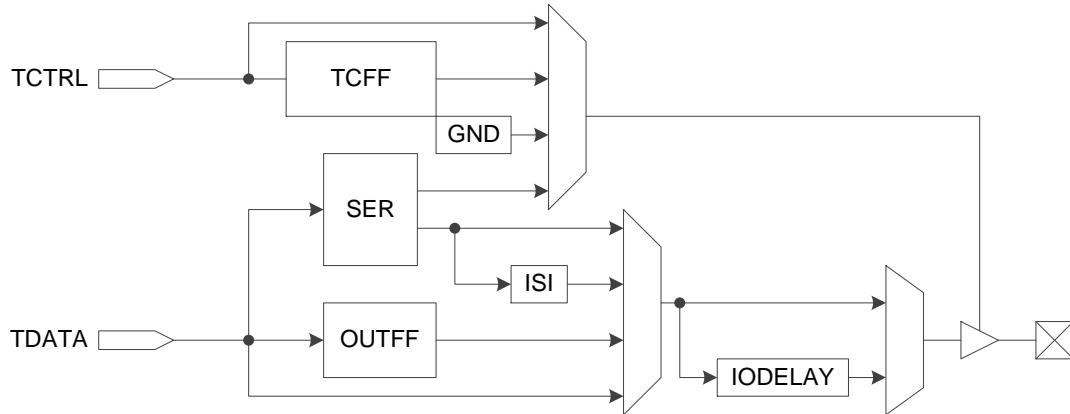 TCTRL
TCFF
GND
SER
ISI
TDATA
OUTFF
IODELAY